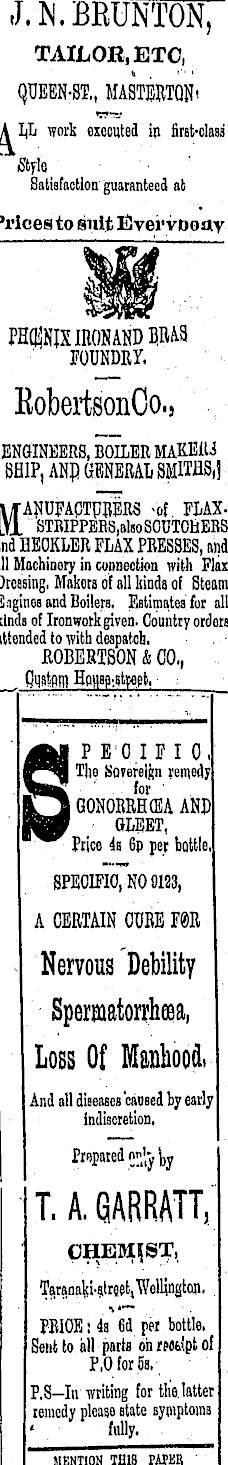 J. N. BRUNTON,
TAILOR, ETC,
QUEEN-ST., MASTERTON.
ALL work executed in first-class
Style
Satisfaction guaranteed at
Prices to suit Everybody
PHŒNIX IRON AND BRAS
FOUNDRY.
Robertson Co.,
ENGINEERS, BOILER MAKERS
SHIP, AND GENERAL SMITHS,
MANUFACTURERS of FLAX-
STRIPPERS, also SCUTCHERS
and HECKLER FLAX PRESSES, and
all Machinery in connection with Flax
Dressing. Makers of all kinds of Steam
Engines and Boilers. Estimates for all
kinds of Ironwork given. Country orders
attended to with despatch.
ROBERTSON & CO.,
Custom House-street.
SPECIFIC.
The Sovereign remedy
for
GONORRHŒA AND
GLEET,
Price 4s 6p per bottle.
SPECIFIC, NO 9123,
A CERTAIN CURE FOR
Nervous Debility
Spermatorrhœa,
Loss Of Manhood,
And all diseases caused by early
indiscretion.
Prepared only by
T. A. GARRATT,
CHEMIST,
Taranaki-street, Wellington.
PRICE: 4s 6d per bottle.
Sent to all parts on receipt of
P.O for 5s.
P.S—In writing for the latter
remedy please state symptoms
fully.
MENTION THIS PAPER